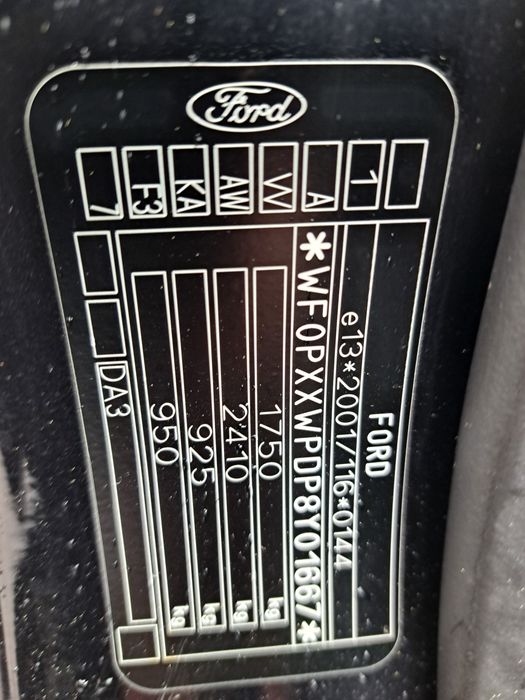 Ford
7 F3 KA AW W A 1
FORD
e13*2001/116*0144
*WF0PXXWPDP8Y01667*
1750 kg
2410 kg
925 kg
950 kg
DA3